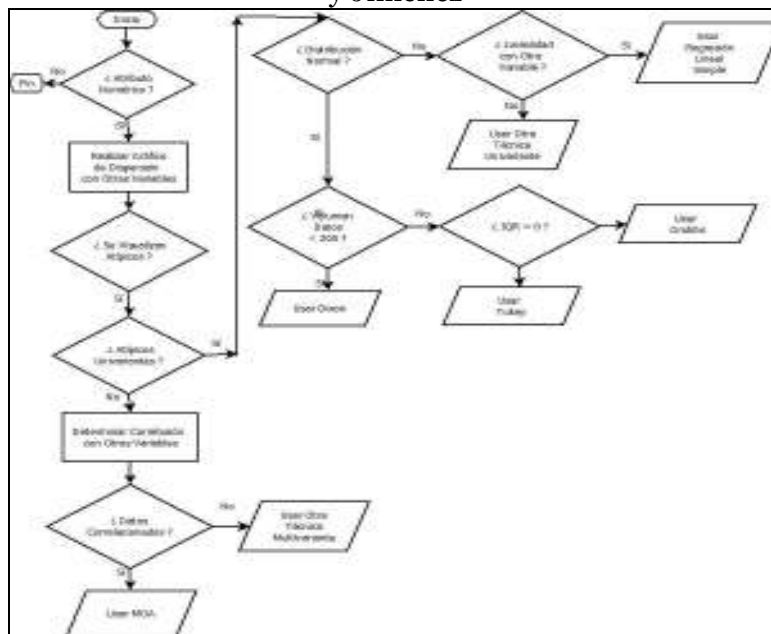 y Jiménez
Inicio
¿ Atributo
Numérico ?
No
Fin
Sí
Realizar Gráfico
de Dispersión
con Otras Variables
¿ Se Visualizan
Atípicos ?
Sí
¿ Atípicos
Univariantes ?
Sí
No
Determinar Correlación
con Otras Variables
¿ Datos
Correlacionados ?
No
Usar Otra
Técnica
Multivariante
Sí
Usar MOA
¿ Distribución
Normal ?
No
¿ Linealidad
con Otra
Variable ?
Si
Usar
Regresión
Lineal
Simple
No
Usar Otra
Técnica
Univariante
Sí
¿ Volumen
Datos
No
¿ IQR = 0 ?
Usar
Grubbs
Sí
Usar Dixon
Usar
Tukey